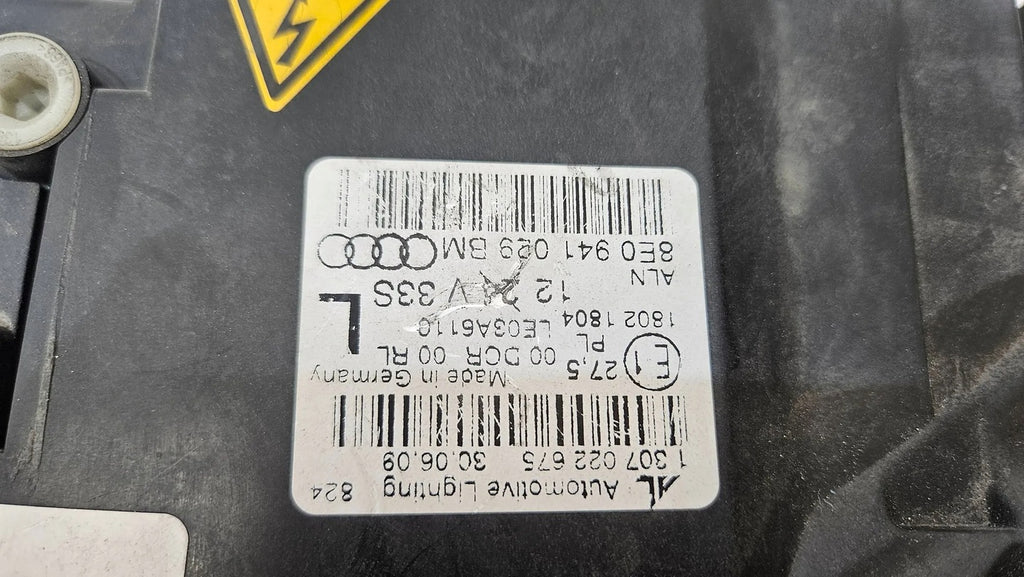 AL Automotive Lighting 824
1 307 022 675 30.06.09
Made in Germany
E1 27,5 00 DCR 00 RL
PL
1802 1804 LE03A6110 L
12 24 V 33S
ALN
8E0 941 029 BM